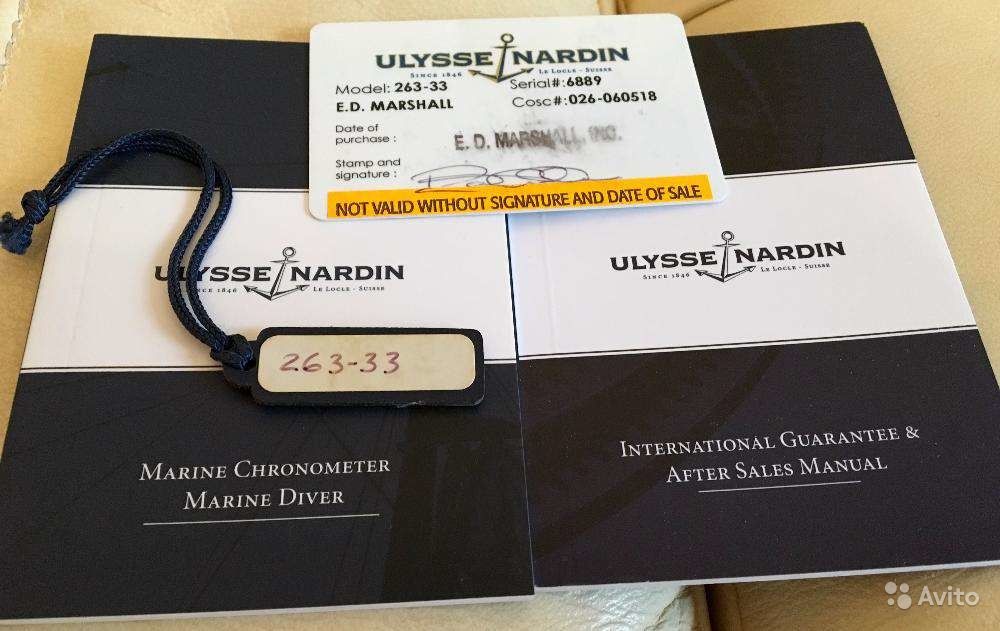 ULYSSE NARDIN
SINCE 1846 LE LOCLE - SUISSE
Model: 263-33 Serial#: 6889
E.D. MARSHALL Cosc#: 026-060518
Date of
purchase : E. D. MARSHALL, INC.
Stamp and
signature :
NOT VALID WITHOUT SIGNATURE AND DATE OF SALE
ULYSSE NARDIN
SINCE 1846 LE LOCLE - SUISSE
263-33
MARINE CHRONOMETER
MARINE DIVER
ULYSSE NARDIN
SINCE 1846 LE LOCLE - SUISSE
INTERNATIONAL GUARANTEE &
AFTER SALES MANUAL
Avito